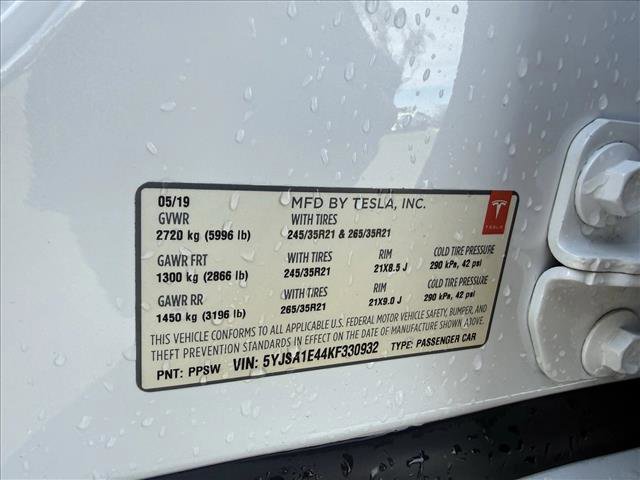 05/19 MFD BY TESLA, INC.
GVWR WITH TIRES
2720 kg (5996 lb) 245/35R21 & 265/35R21
GAWR FRT WITH TIRES RIM COLD TIRE PRESSURE
1300 kg (2866 lb) 245/35R21 21X8.5 J 290 kPa, 42 psi
GAWR RR WITH TIRES RIM COLD TIRE PRESSURE
1450 kg (3196 lb) 265/35R21 21X9.0 J 290 kPa, 42 psi
THIS VEHICLE CONFORMS TO ALL APPLICABLE U.S. FEDERAL MOTOR VEHICLE SAFETY, BUMPER, AND
THEFT PREVENTION STANDARDS IN EFFECT ON THE DATE OF MANUFACTURE SHOWN ABOVE.
PNT: PPSW VIN: 5YJSA1E44KF330932 TYPE: PASSENGER CAR
TESLA